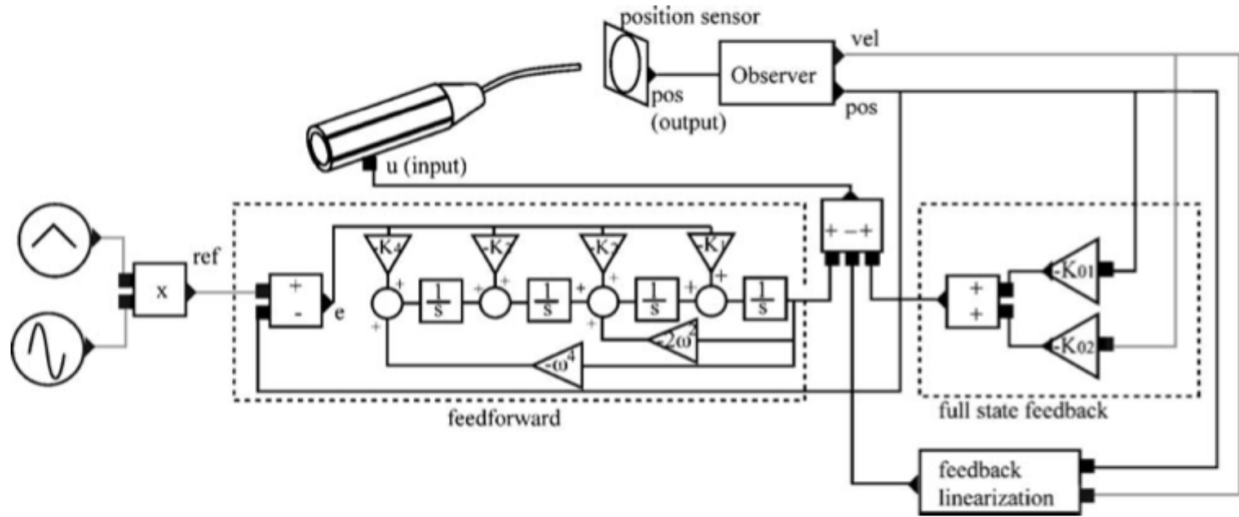 position sensor
vel
Observer
pos
(output)
pos
u (input)
ref
x
+
-
e
-K4
-K2
-K1
+
+
+
+
+
+
+
+
1/s
1/s
1/s
1/s
-2ω²
-ω⁴
feedforward
+ - +
+
+
-K01
-K02
full state feedback
feedback
linearization